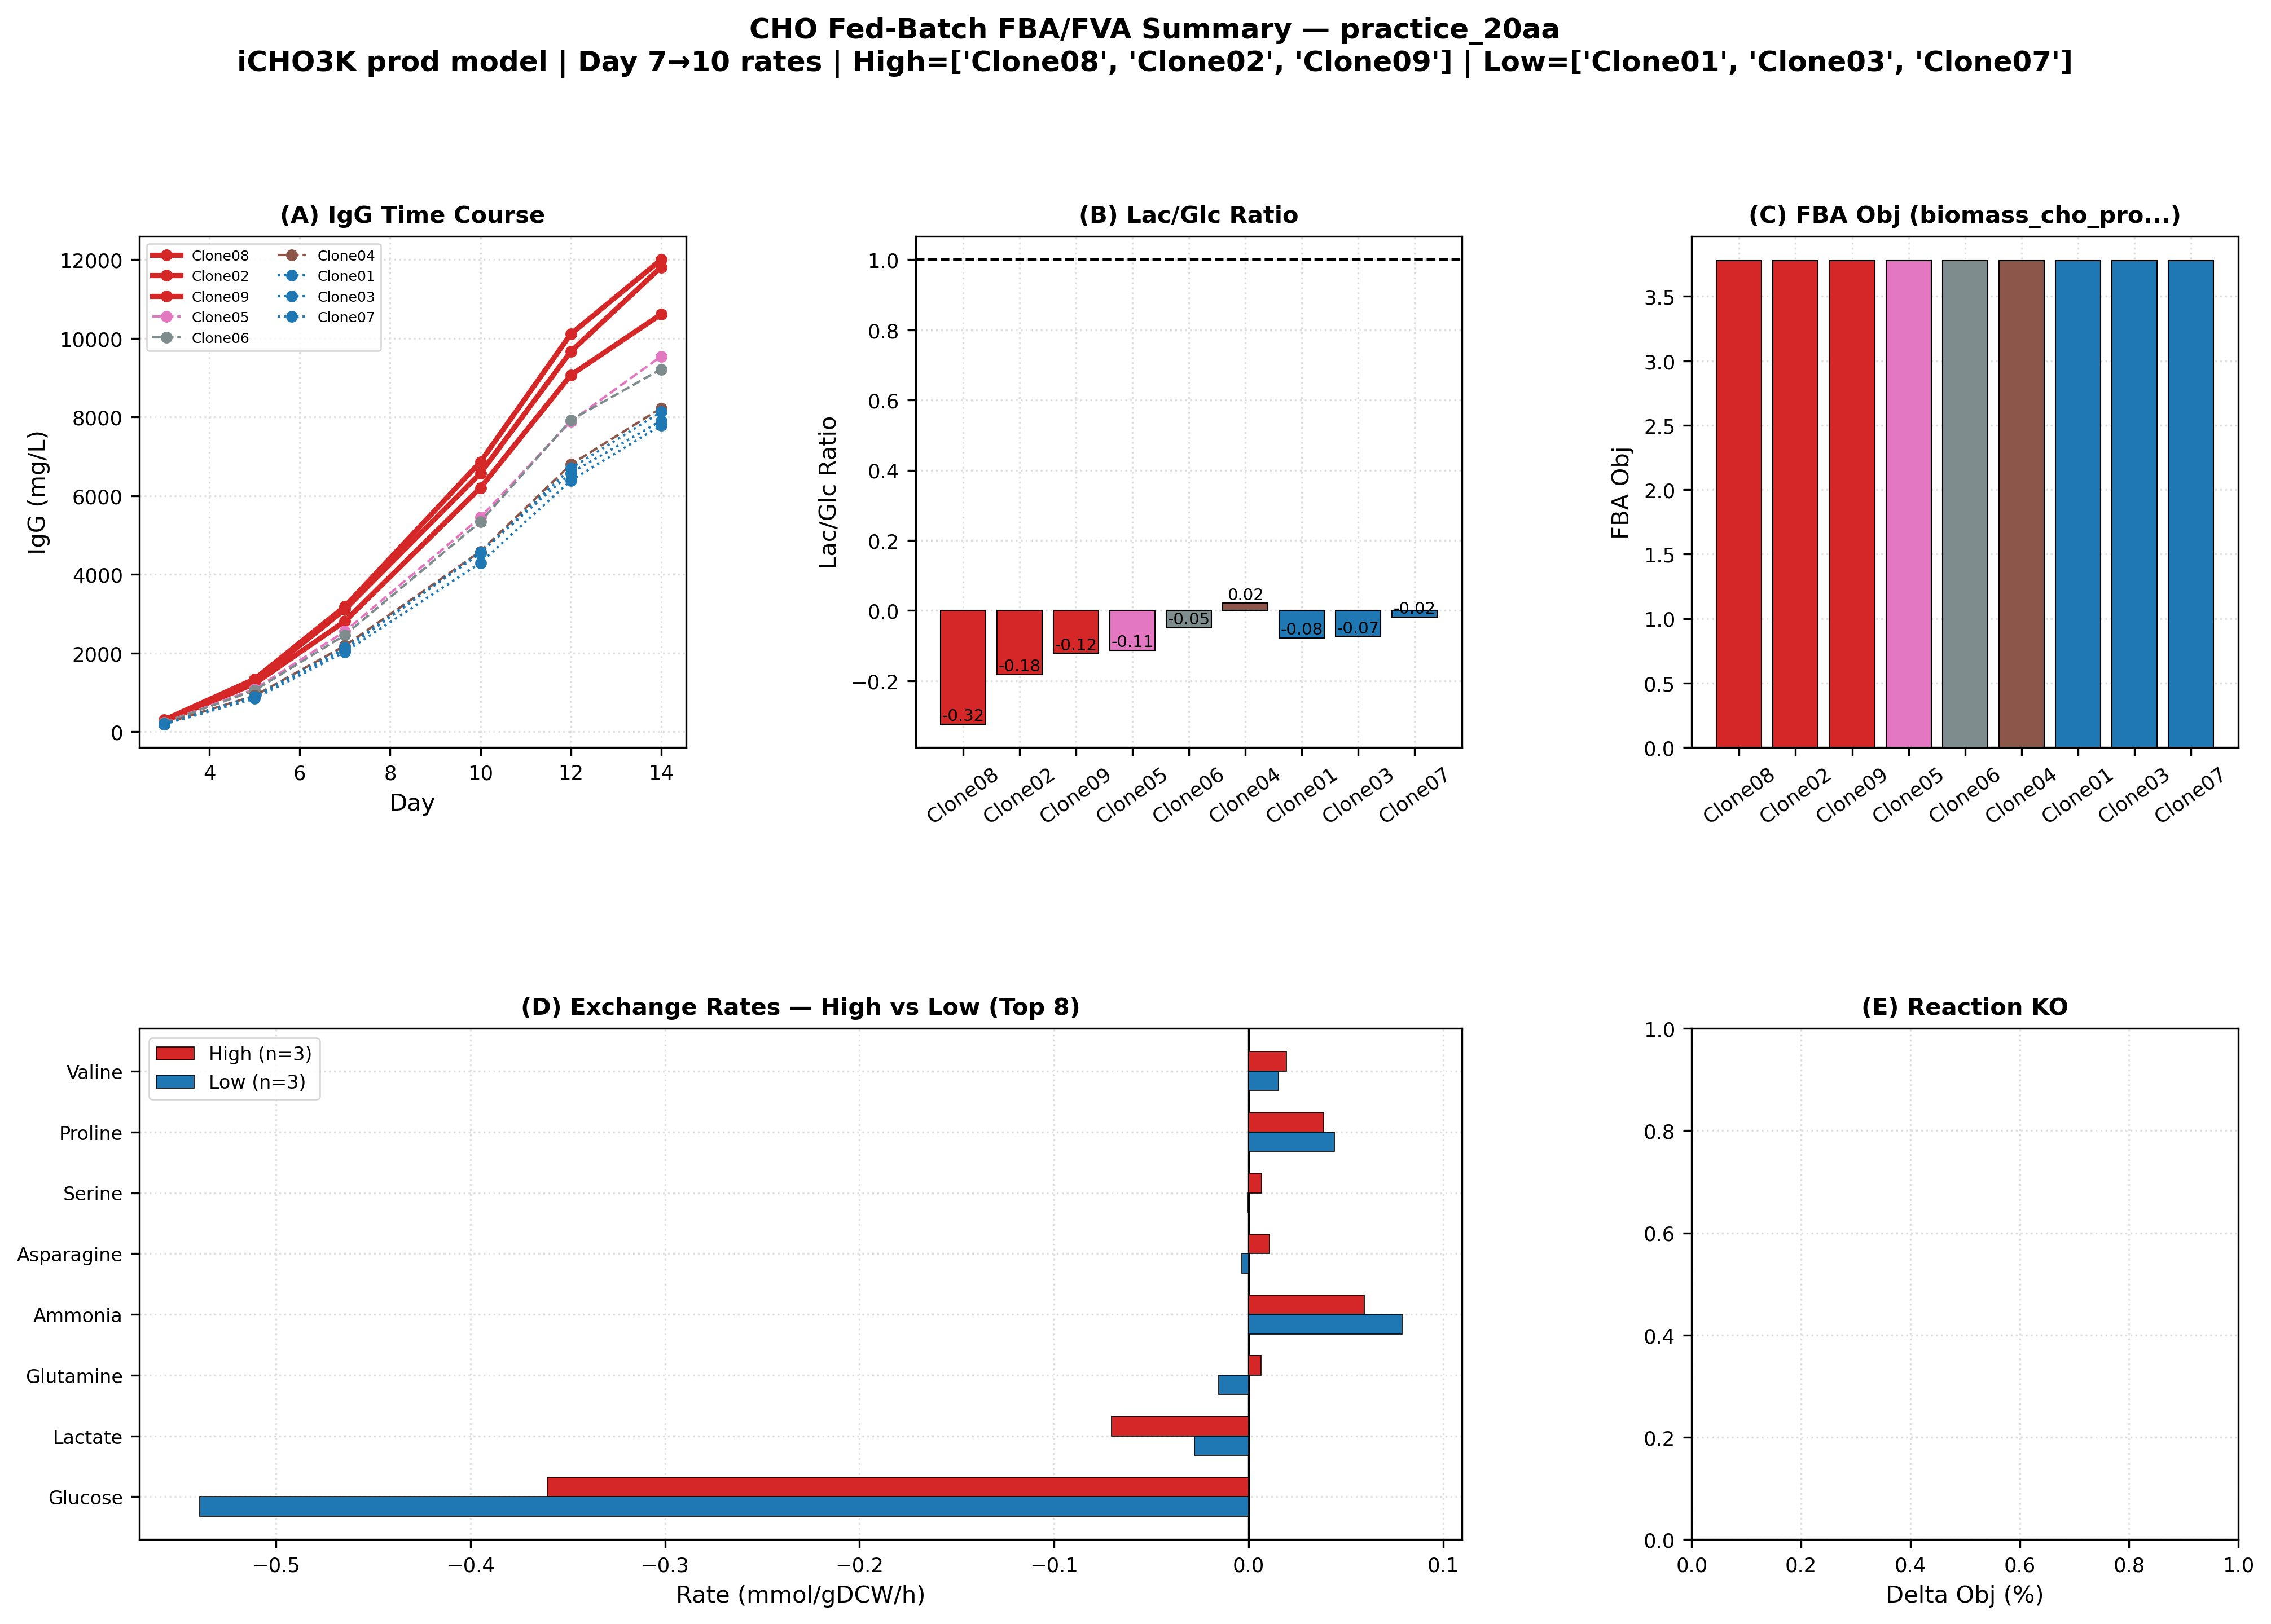 CHO Fed-Batch FBA/FVA Summary — practice_20aa
iCHO3K prod model | Day 7→10 rates | High=['Clone08', 'Clone02', 'Clone09'] | Low=['Clone01', 'Clone03', 'Clone07']
(A) IgG Time Course
IgG (mg/L)
12000
10000
8000
6000
4000
2000
0
Clone08
Clone02
Clone09
Clone05
Clone06
Clone04
Clone01
Clone03
Clone07
4
6
8
10
12
14
Day
(B) Lac/Glc Ratio
Lac/Glc Ratio
1.0
0.8
0.6
0.4
0.2
0.0
−0.2
-0.32
-0.18
-0.12
-0.11
-0.05
0.02
-0.08
-0.07
-0.02
Clone08
Clone02
Clone09
Clone05
Clone06
Clone04
Clone01
Clone03
Clone07
(C) FBA Obj (biomass_cho_pro...)
FBA Obj
3.5
3.0
2.5
2.0
1.5
1.0
0.5
0.0
Clone08
Clone02
Clone09
Clone05
Clone06
Clone04
Clone01
Clone03
Clone07
(D) Exchange Rates — High vs Low (Top 8)
High (n=3)
Low (n=3)
Valine
Proline
Serine
Asparagine
Ammonia
Glutamine
Lactate
Glucose
−0.5
−0.4
−0.3
−0.2
−0.1
0.0
0.1
Rate (mmol/gDCW/h)
(E) Reaction KO
1.0
0.8
0.6
0.4
0.2
0.0
0.0
0.2
0.4
0.6
0.8
1.0
Delta Obj (%)